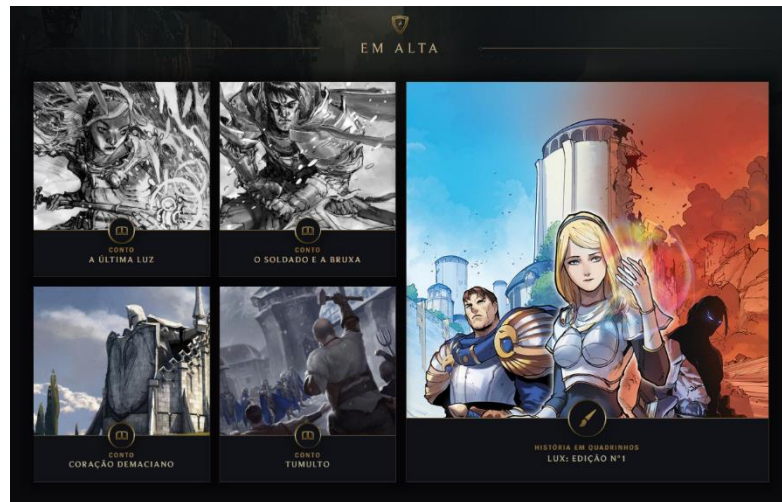 EM ALTA
CONTO
A ÚLTIMA LUZ
CONTO
O SOLDADO E A BRUXA
CONTO
CORAÇÃO DEMACIANO
CONTO
TUMULTO
HISTÓRIA EM QUADRINHOS
LUX: EDIÇÃO Nº1